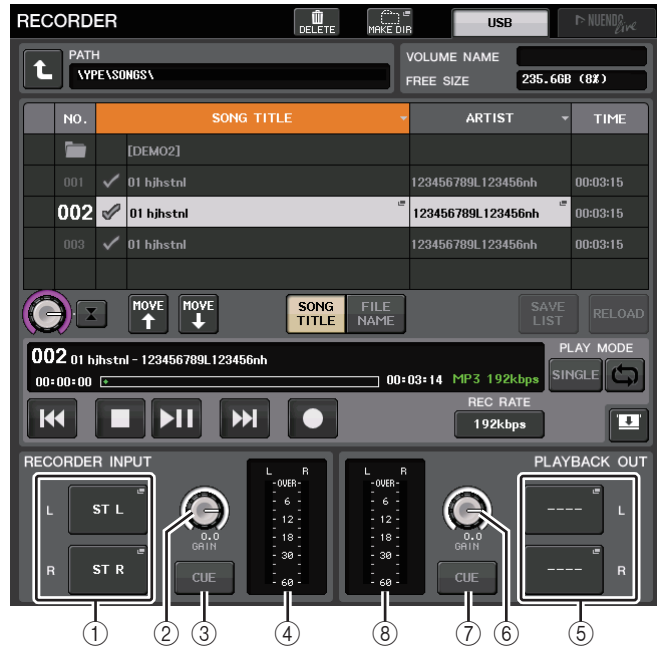 RECORDER
DELETE
MAKE DIR
USB
NUENDO Live
PATH
\YPE\SONGS\
VOLUME NAME
FREE SIZE 235.6GB (8%)
NO. SONG TITLE ARTIST TIME
[DEMO2]
001 01 hjhstnl 123456789L123456nh 00:03:15
002 01 hjhstnl 123456789L123456nh 00:03:15
003 01 hjhstnl 123456789L123456nh 00:03:15
MOVE
MOVE
SONG TITLE
FILE NAME
SAVE LIST
RELOAD
002 01 hjhstnl - 123456789L123456nh
00:00:00 00:03:14 MP3 192kbps
PLAY MODE
SINGLE
REC RATE
192kbps
RECORDER INPUT
L ST L
R ST R
0.0
GAIN
CUE
L R
-OVER-
- 6 -
- 12 -
- 18 -
- 30 -
- 60 -
L R
-OVER-
- 6 -
- 12 -
- 18 -
- 30 -
- 60 -
0.0
GAIN
CUE
PLAYBACK OUT
---- L
---- R
① ② ③ ④ ⑧ ⑦ ⑥ ⑤